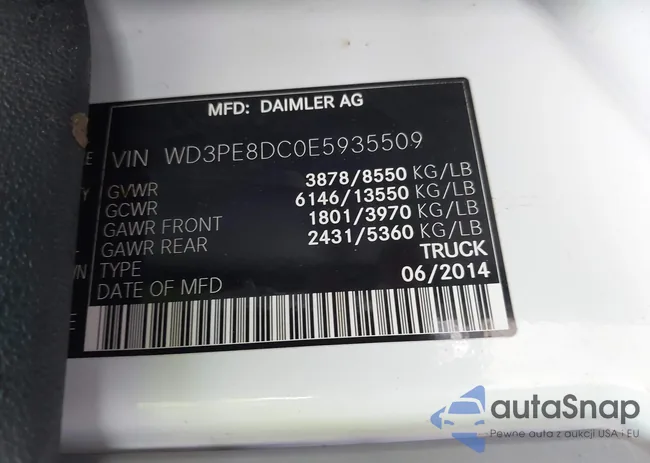 MFD: DAIMLER AG
VIN WD3PE8DC0E5935509
GVWR 3878/8550 KG/LB
GCWR 6146/13550 KG/LB
GAWR FRONT 1801/3970 KG/LB
GAWR REAR 2431/5360 KG/LB
TYPE TRUCK
DATE OF MFD 06/2014
autoSnap
Pewne auta z aukcji USA i EU